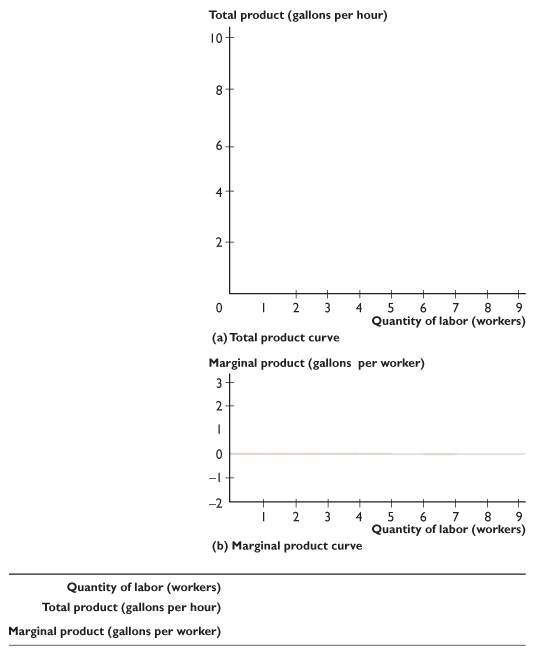 Total product (gallons per hour)
10
8
6
4
2
0 1 2 3 4 5 6 7 8 9
Quantity of labor (workers)
(a) Total product curve
Marginal product (gallons per worker)
3
2
1
0
–1
–2
1 2 3 4 5 6 7 8 9
Quantity of labor (workers)
(b) Marginal product curve
Quantity of labor (workers)
Total product (gallons per hour)
Marginal product (gallons per worker)